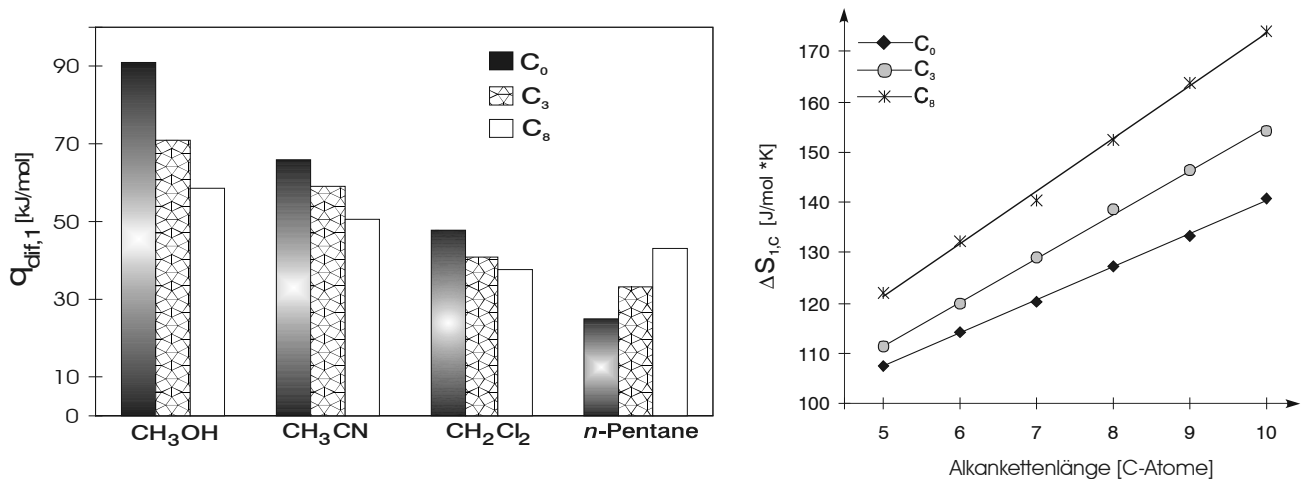 q_dif,1 [kJ/mol]
90
70
50
30
10
0
C₀
C₃
C₈
CH₃OH
CH₃CN
CH₂Cl₂
n-Pentane
ΔS₁,c [J/mol *K]
170
160
150
140
130
120
110
100
C₀
C₃
C₈
5 6 7 8 9 10
Alkankettenlänge [C-Atome]